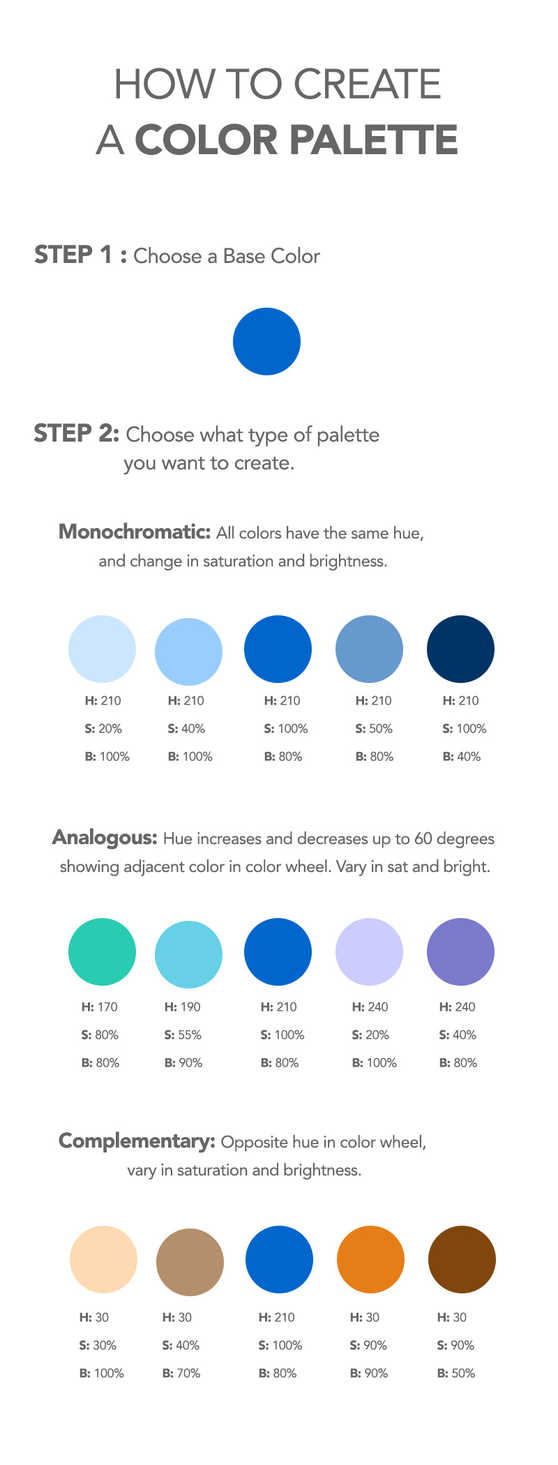 HOW TO CREATE
A COLOR PALETTE
STEP 1 : Choose a Base Color
STEP 2: Choose what type of palette
you want to create.
Monochromatic: All colors have the same hue,
and change in saturation and brightness.
H: 210 H: 210 H: 210 H: 210 H: 210
S: 20% S: 40% S: 100% S: 50% S: 100%
B: 100% B: 100% B: 80% B: 80% B: 40%
Analogous: Hue increases and decreases up to 60 degrees
showing adjacent color in color wheel. Vary in sat and bright.
H: 170 H: 190 H: 210 H: 240 H: 240
S: 80% S: 55% S: 100% S: 20% S: 40%
B: 80% B: 90% B: 80% B: 100% B: 80%
Complementary: Opposite hue in color wheel,
vary in saturation and brightness.
H: 30 H: 30 H: 210 H: 30 H: 30
S: 30% S: 40% S: 100% S: 90% S: 90%
B: 100% B: 70% B: 80% B: 90% B: 50%